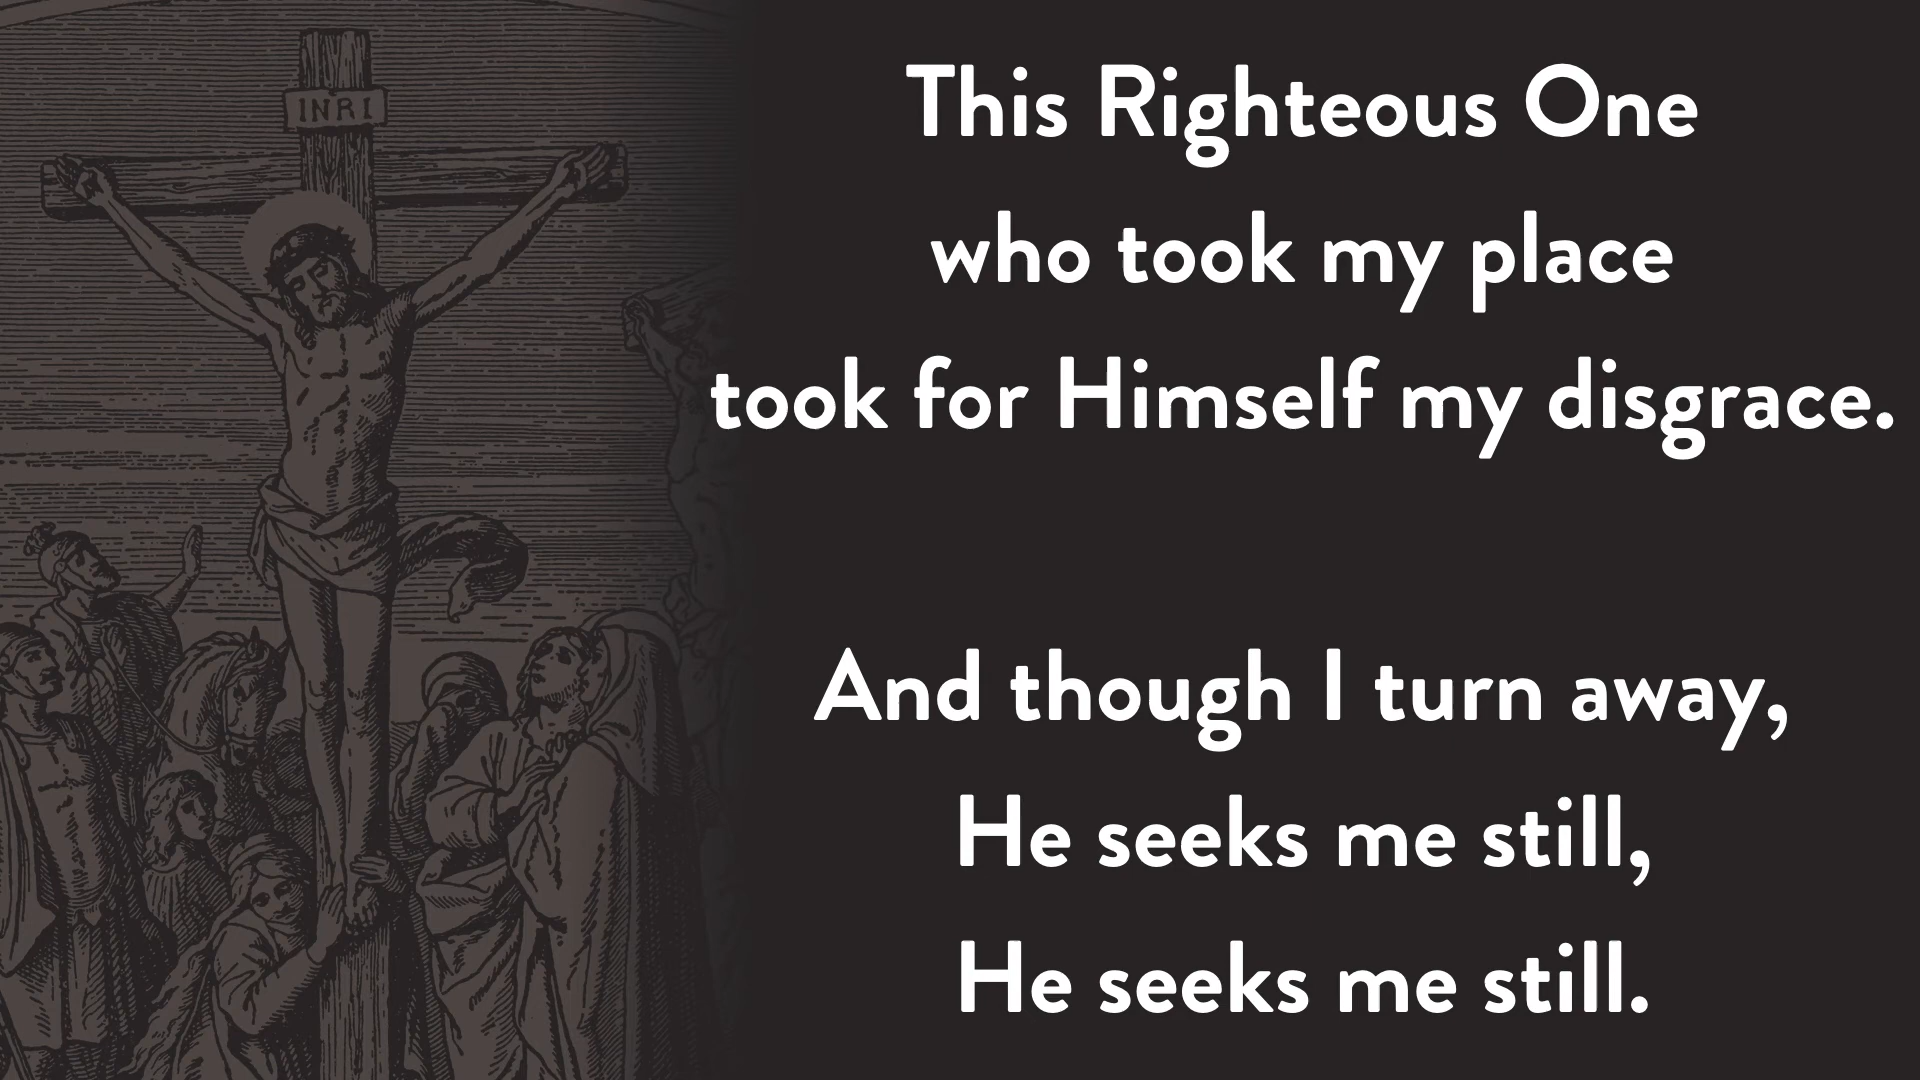 INRI
This Righteous One
who took my place
took for Himself my disgrace.
And though I turn away,
He seeks me still,
He seeks me still.